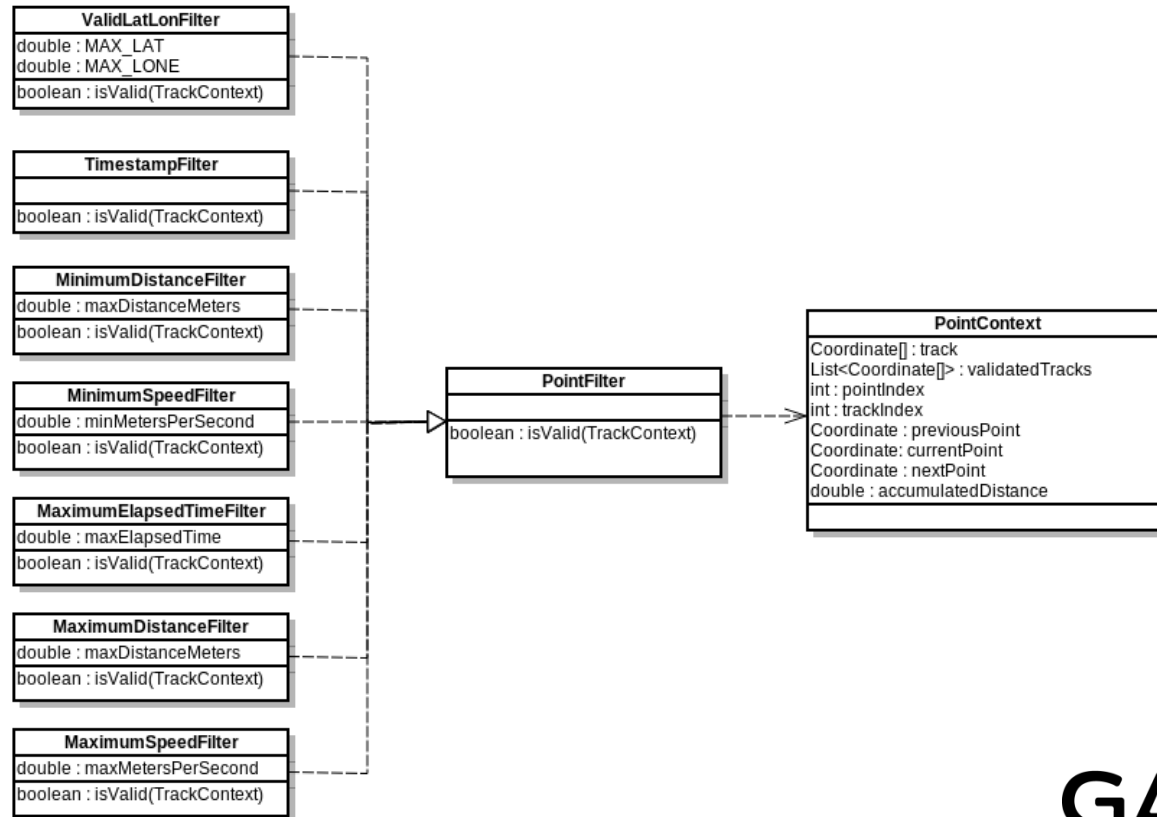 ValidLatLonFilter
double : MAX_LAT
double : MAX_LONE
boolean : isValid(TrackContext)
TimestampFilter
boolean : isValid(TrackContext)
MinimumDistanceFilter
double : maxDistanceMeters
boolean : isValid(TrackContext)
MinimumSpeedFilter
double : minMetersPerSecond
boolean : isValid(TrackContext)
MaximumElapsedTimeFilter
double : maxElapsedTime
boolean : isValid(TrackContext)
MaximumDistanceFilter
double : maxDistanceMeters
boolean : isValid(TrackContext)
MaximumSpeedFilter
double : maxMetersPerSecond
boolean : isValid(TrackContext)
PointFilter
boolean : isValid(TrackContext)
PointContext
Coordinate[] : track
List<Coordinate[]> : validatedTracks
int : pointIndex
int : trackIndex
Coordinate : previousPoint
Coordinate: currentPoint
Coordinate : nextPoint
double : accumulatedDistance